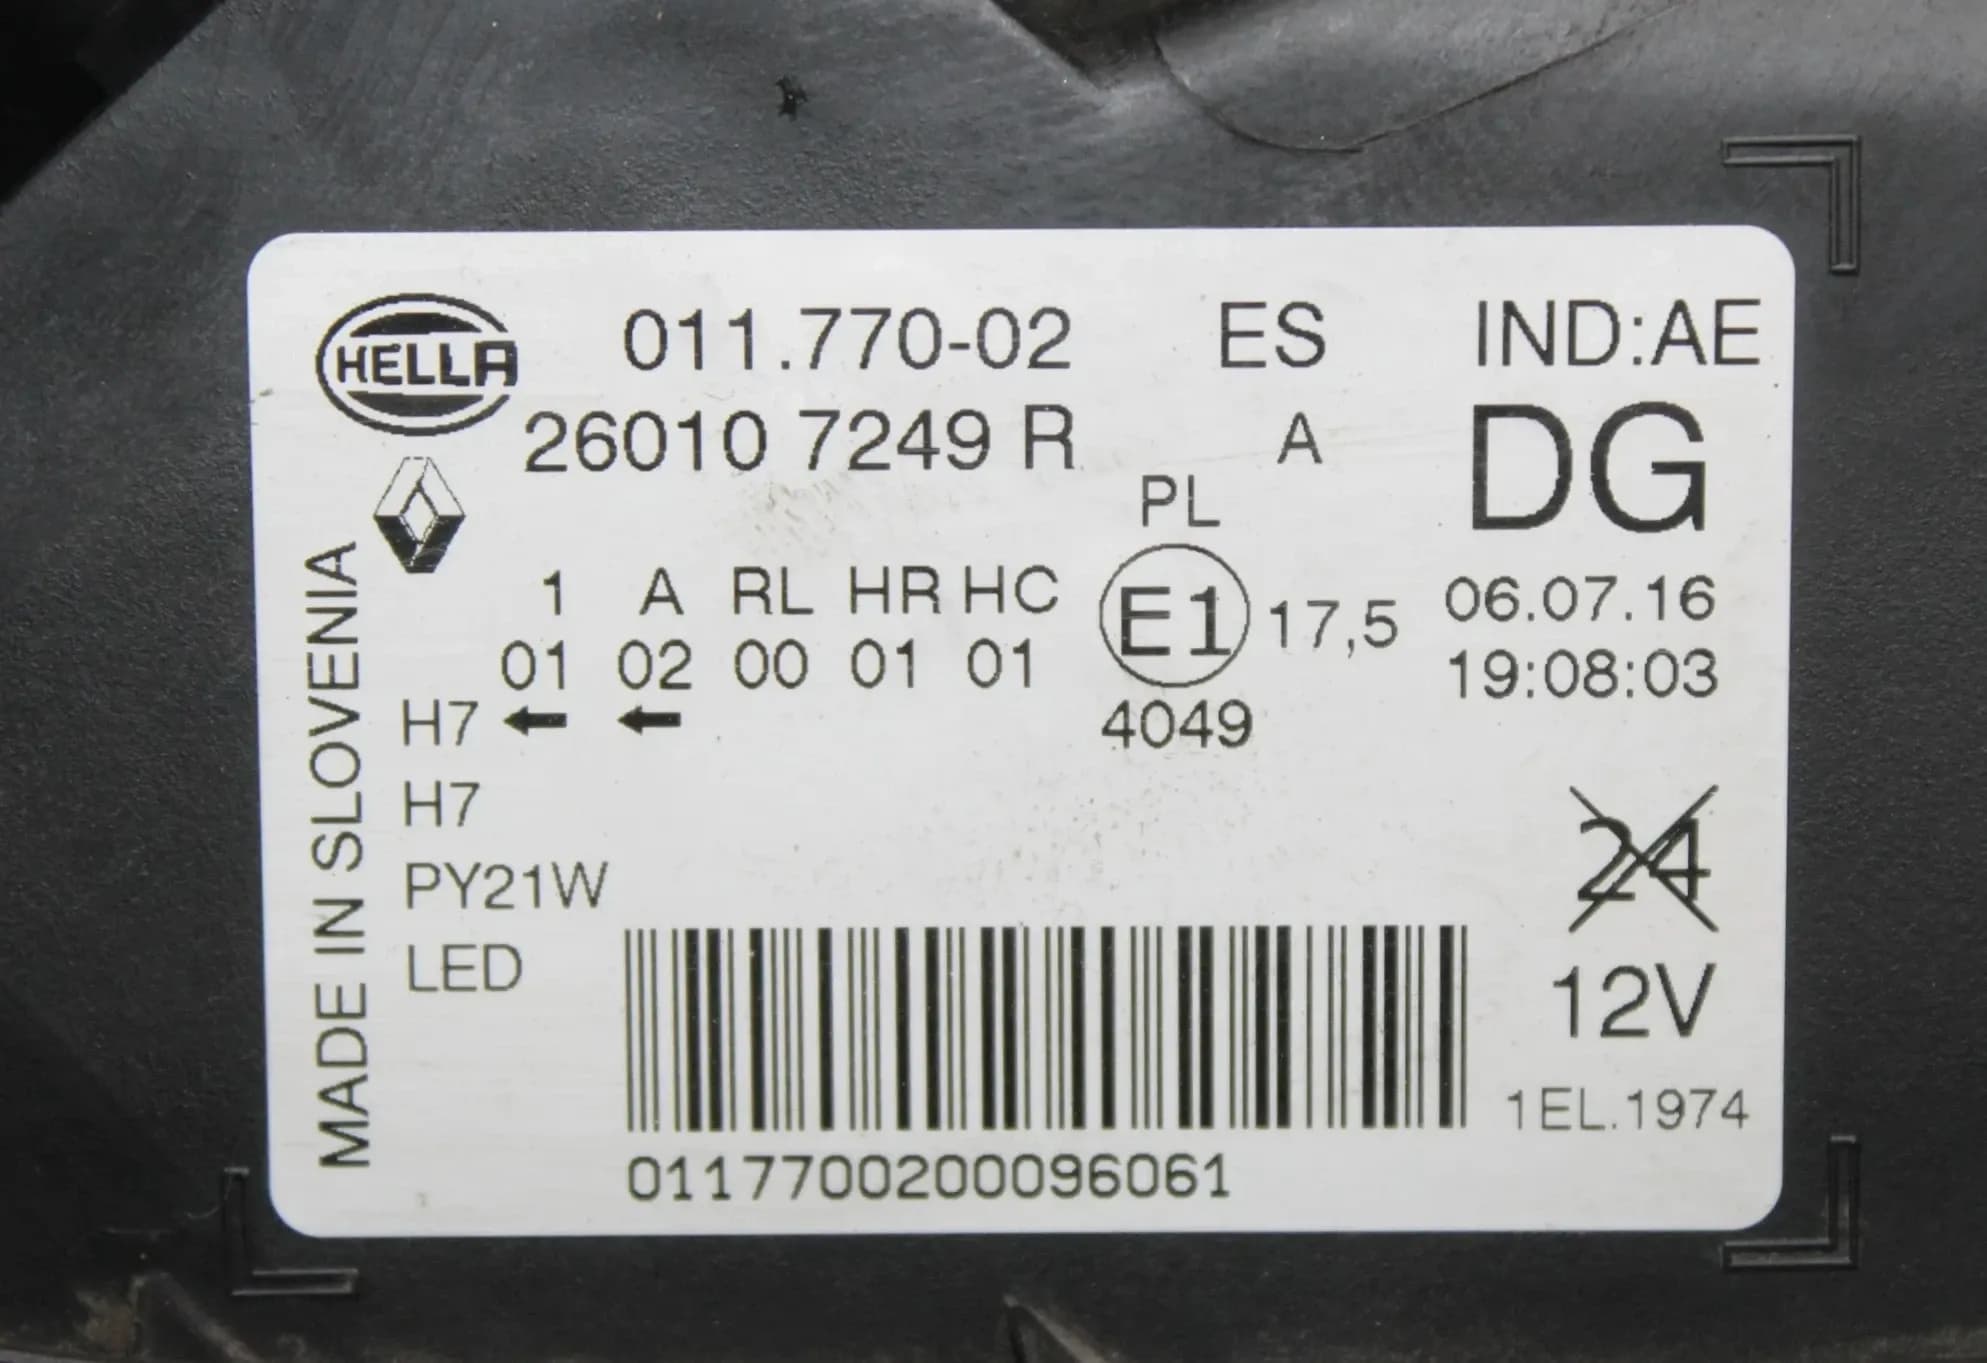 HELLA 011.770-02 ES IND:AE
26010 7249 R A DG
PL
1 A RL HR HC E1 17,5 06.07.16
01 02 00 01 01 19:08:03
H7 ← ← 4049
H7
PY21W
LED
24
12V
1EL.1974
0117700200096061
MADE IN SLOVENIA